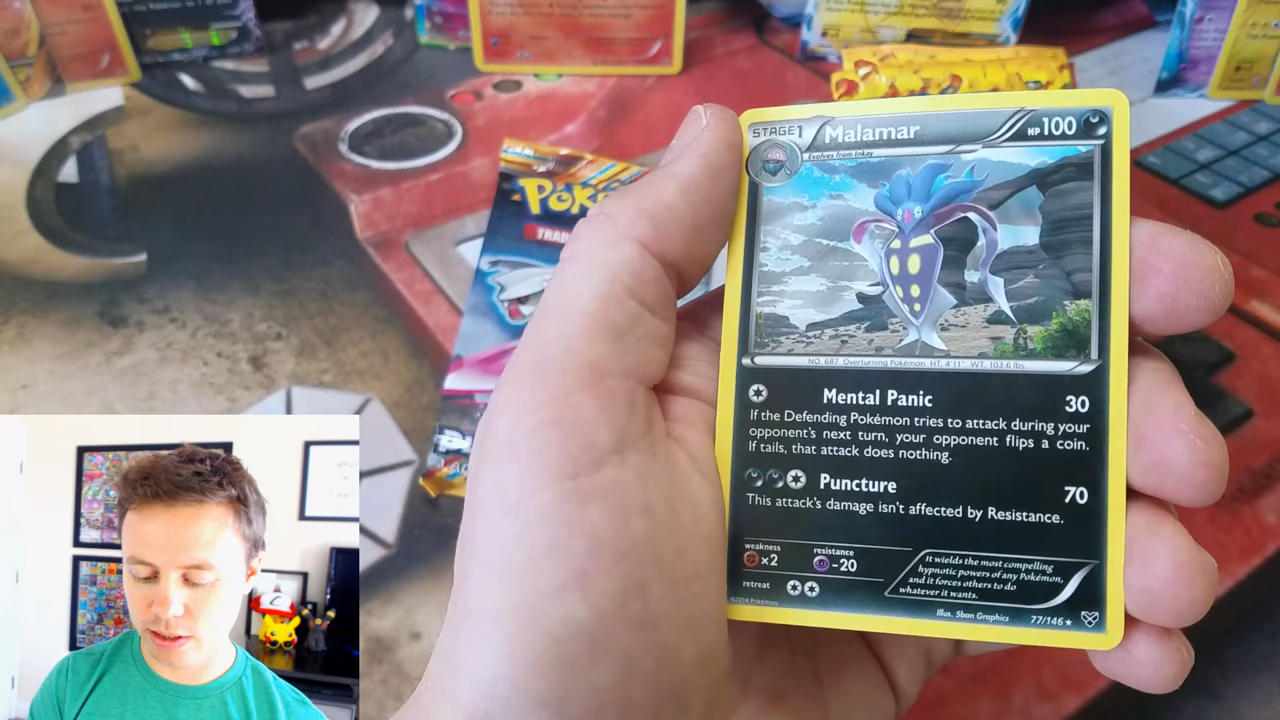 POKé
TRAD
STAGE1
Malamar
HP100
Evolves from Inkay
NO. 687 Overturning Pokémon. HT: 4'11" WT: 103.6 lbs
Mental Panic 30
If the Defending Pokémon tries to attack during your
opponent's next turn, your opponent flips a coin.
If tails, that attack does nothing.
Puncture 70
This attack's damage isn't affected by Resistance.
weakness
×2
resistance
-20
retreat
It wields the most compelling
hypnotic powers of any Pokémon,
and it forces others to do
whatever it wants.
©2014 Pokémon
Illus. 5ban Graphics
77/146★